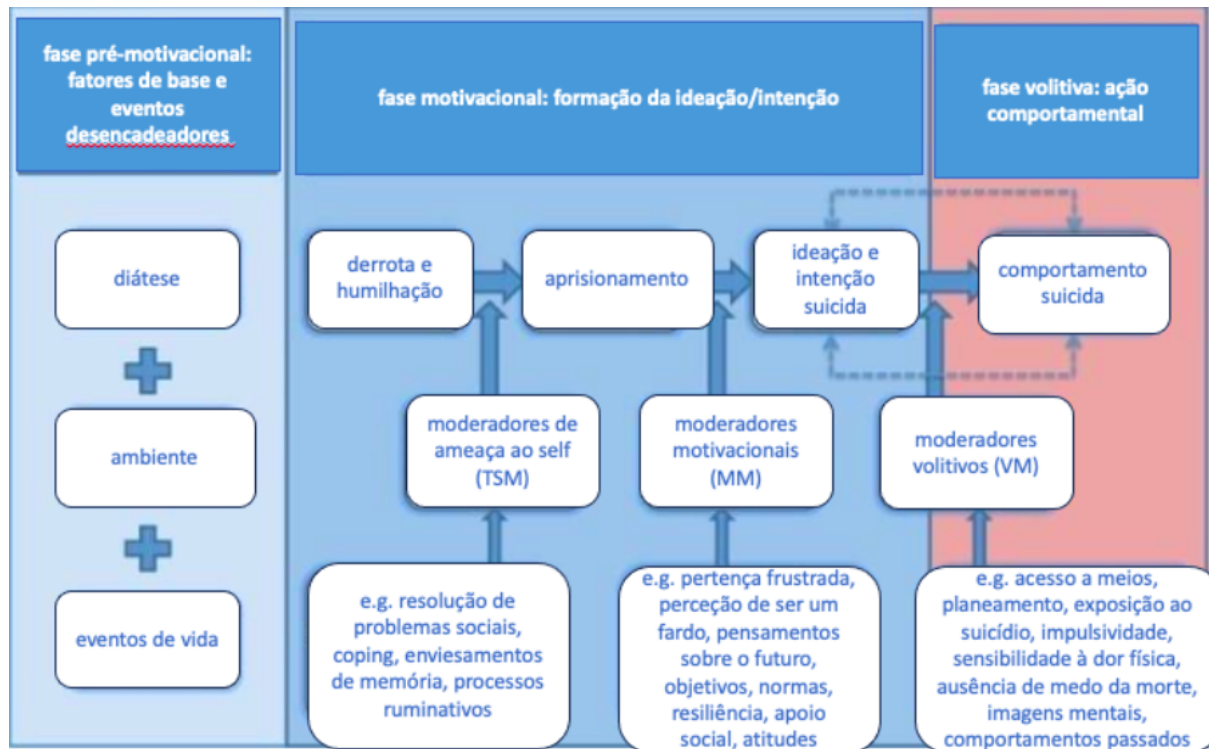 fase pré-motivacional:
fatores de base e
eventos
desencadeadores
fase motivacional: formação da ideação/intenção
fase volitiva: ação
comportamental
diátese
ambiente
eventos de vida
derrota e
humilhação
aprisionamento
ideação e
intenção
suicida
comportamento
suicida
moderadores de
ameaça ao self
(TSM)
moderadores
motivacionais
(MM)
moderadores
volitivos (VM)
e.g. resolução de
problemas sociais,
coping, enviesamentos
de memória, processos
ruminativos
e.g. pertença frustrada,
perceção de ser um
fardo, pensamentos
sobre o futuro,
objetivos, normas,
resiliência, apoio
social, atitudes
e.g. acesso a meios,
planeamento, exposição ao
suicídio, impulsividade,
sensibilidade à dor física,
ausência de medo da morte,
imagens mentais,
comportamentos passados